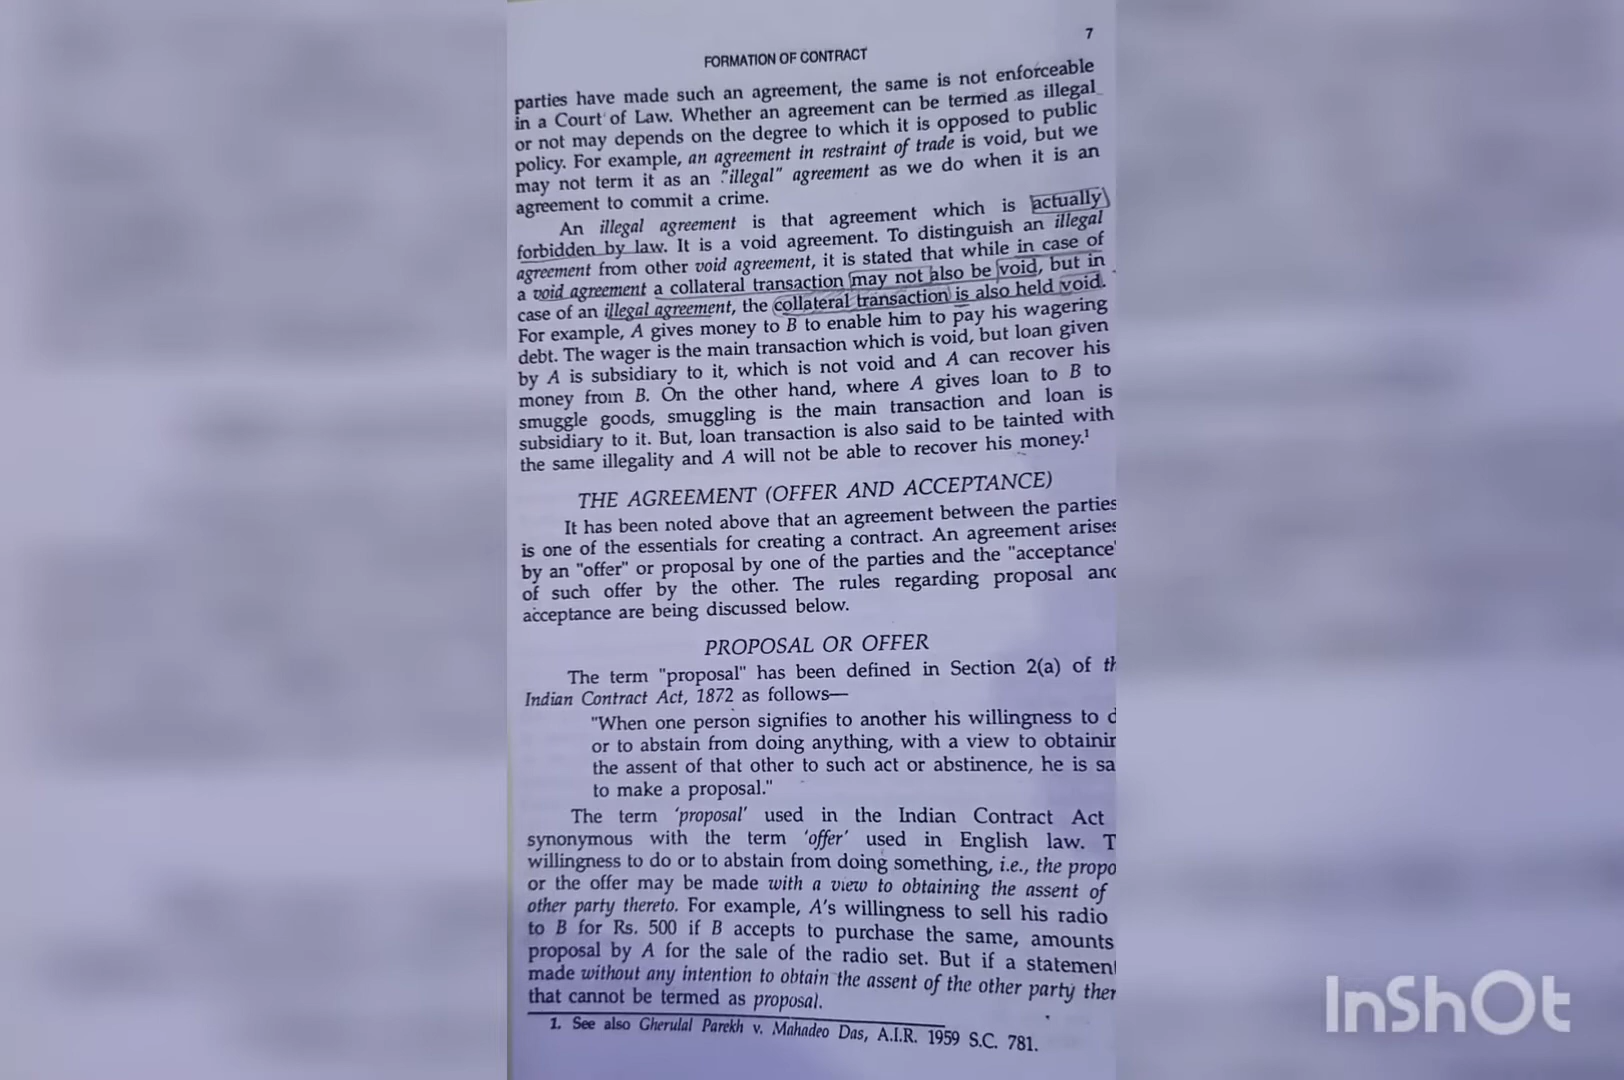 7
FORMATION OF CONTRACT
parties have made such an agreement, the same is not enforceable
in a Court of Law. Whether an agreement can be termed as illegal
or not may depends on the degree to which it is opposed to public
policy. For example, an agreement in restraint of trade is void, but we
may not term it as an "illegal" agreement as we do when it is an
agreement to commit a crime.
An illegal agreement is that agreement which is actually
forbidden by law. It is a void agreement. To distinguish an illegal
agreement from other void agreement, it is stated that while in case of
a void agreement a collateral transaction may not also be void, but in
case of an illegal agreement, the collateral transaction is also held void.
For example, A gives money to B to enable him to pay his wagering
debt. The wager is the main transaction which is void, but loan given
by A is subsidiary to it, which is not void and A can recover his
money from B. On the other hand, where A gives loan to B to
smuggle goods, smuggling is the main transaction and loan is
subsidiary to it. But, loan transaction is also said to be tainted with
the same illegality and A will not be able to recover his money.1
THE AGREEMENT (OFFER AND ACCEPTANCE)
It has been noted above that an agreement between the parties
is one of the essentials for creating a contract. An agreement arises
by an "offer" or proposal by one of the parties and the "acceptance"
of such offer by the other. The rules regarding proposal and
acceptance are being discussed below.
PROPOSAL OR OFFER
The term "proposal" has been defined in Section 2(a) of th
Indian Contract Act, 1872 as follows—
"When one person signifies to another his willingness to d
or to abstain from doing anything, with a view to obtainin
the assent of that other to such act or abstinence, he is sa
to make a proposal."
The term 'proposal' used in the Indian Contract Act
synonymous with the term 'offer' used in English law. T
willingness to do or to abstain from doing something, i.e., the propo
or the offer may be made with a view to obtaining the assent of
other party thereto. For example, A's willingness to sell his radio
to B for Rs. 500 if B accepts to purchase the same, amounts
proposal by A for the sale of the radio set. But if a statement
made without any intention to obtain the assent of the other party ther
that cannot be termed as proposal.
1. See also Gherulal Parekh v. Mahadeo Das, A.I.R. 1959 S.C. 781.
InShOt